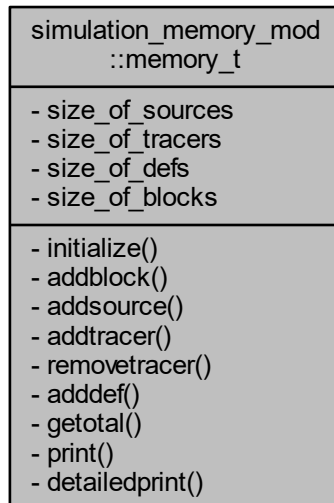 simulation_memory_mod
::memory_t
- size_of_sources
- size_of_tracers
- size_of_defs
- size_of_blocks
- initialize()
- addblock()
- addsource()
- addtracer()
- removetracer()
- adddef()
- getotal()
- print()
- detailedprint()